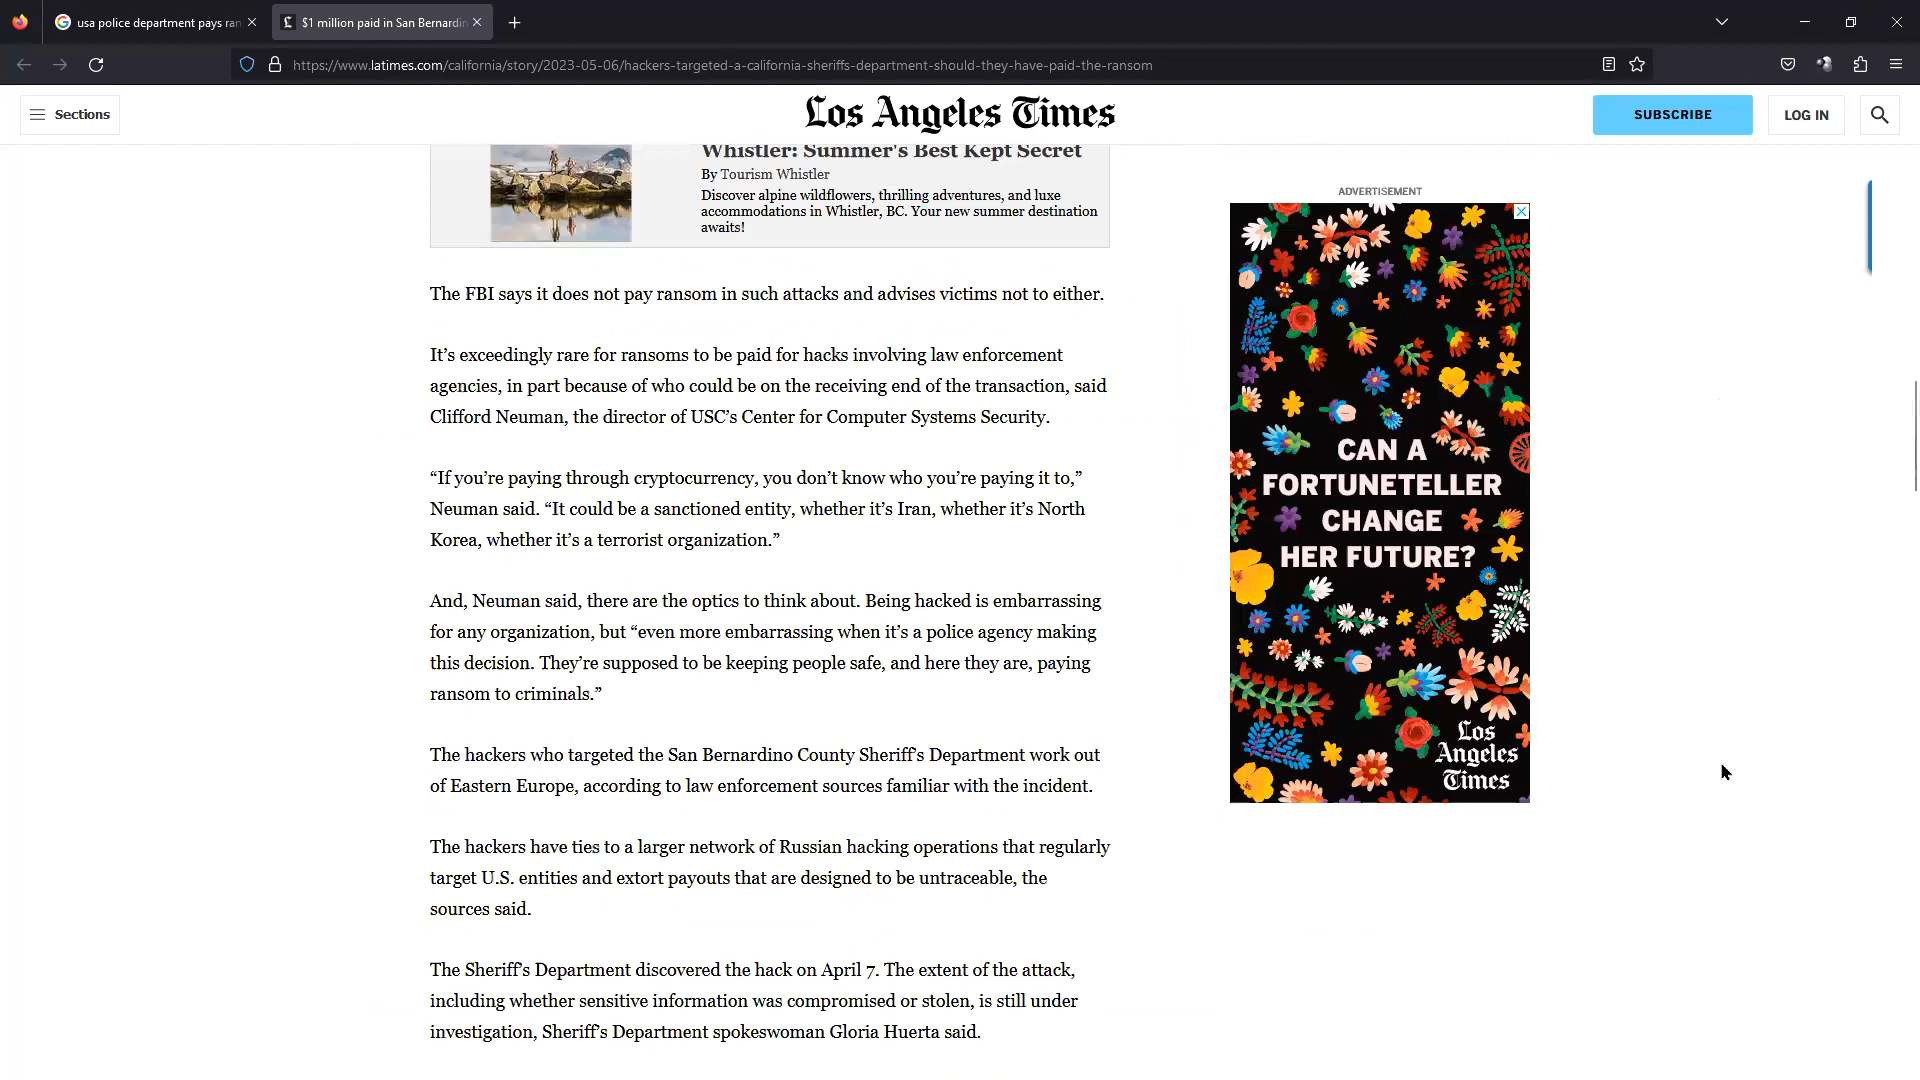 usa police department pays ran
$1 million paid in San Bernardin
https://www.latimes.com/california/story/2023-05-06/hackers-targeted-a-california-sheriffs-department-should-they-have-paid-the-ransom
Sections
Los Angeles Times
SUBSCRIBE
LOG IN
Whistler: Summer's Best Kept Secret
By Tourism Whistler
Discover alpine wildflowers, thrilling adventures, and luxe
accommodations in Whistler, BC. Your new summer destination
awaits!
The FBI says it does not pay ransom in such attacks and advises victims not to either.
It’s exceedingly rare for ransoms to be paid for hacks involving law enforcement
agencies, in part because of who could be on the receiving end of the transaction, said
Clifford Neuman, the director of USC’s Center for Computer Systems Security.
“If you’re paying through cryptocurrency, you don’t know who you’re paying it to,”
Neuman said. “It could be a sanctioned entity, whether it’s Iran, whether it’s North
Korea, whether it’s a terrorist organization.”
And, Neuman said, there are the optics to think about. Being hacked is embarrassing
for any organization, but “even more embarrassing when it’s a police agency making
this decision. They’re supposed to be keeping people safe, and here they are, paying
ransom to criminals.”
The hackers who targeted the San Bernardino County Sheriff’s Department work out
of Eastern Europe, according to law enforcement sources familiar with the incident.
The hackers have ties to a larger network of Russian hacking operations that regularly
target U.S. entities and extort payouts that are designed to be untraceable, the
sources said.
The Sheriff’s Department discovered the hack on April 7. The extent of the attack,
including whether sensitive information was compromised or stolen, is still under
investigation, Sheriff’s Department spokeswoman Gloria Huerta said.
ADVERTISEMENT
CAN A
FORTUNETELLER
CHANGE
HER FUTURE?
Los
Angeles
Times